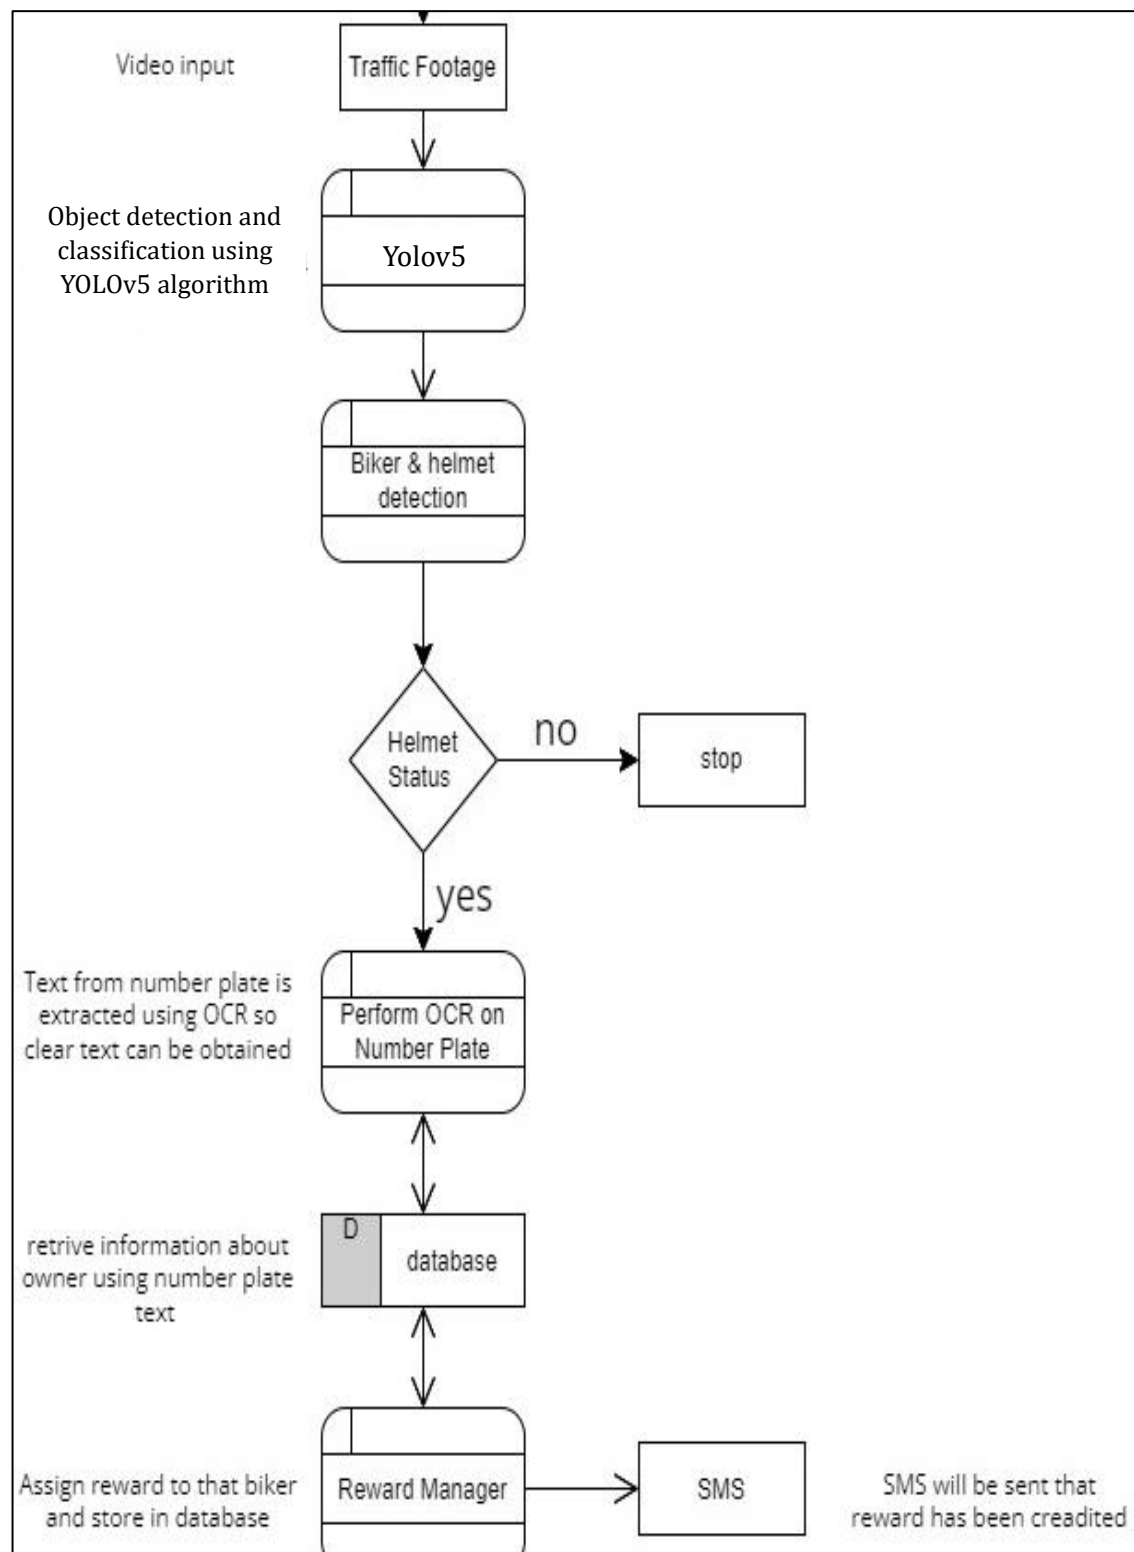 Video input
Traffic Footage
Object detection and
classification using
YOLOv5 algorithm
Yolov5
Biker & helmet
detection
Helmet
Status
no
stop
yes
Text from number plate is
extracted using OCR so
clear text can be obtained
Perform OCR on
Number Plate
retrive information about
owner using number plate
text
D
database
Assign reward to that biker
and store in database
Reward Manager
SMS
SMS will be sent that
reward has been creadited